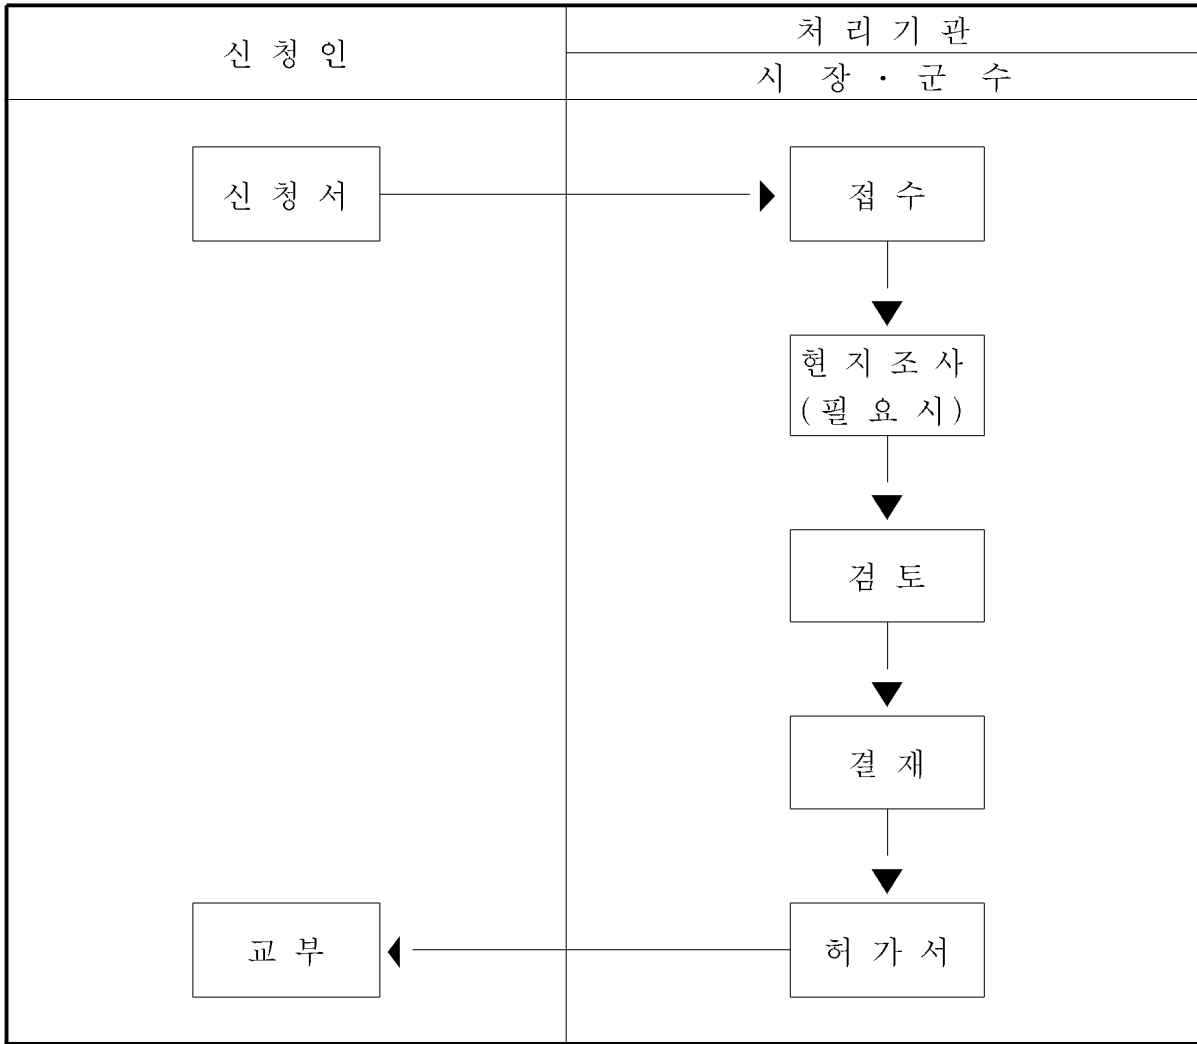 신 청 인
처 리 기 관
시 장 · 군 수
신 청 서
접 수
현 지 조 사
( 필 요 시 )
검 토
결 재
허 가 서
교 부